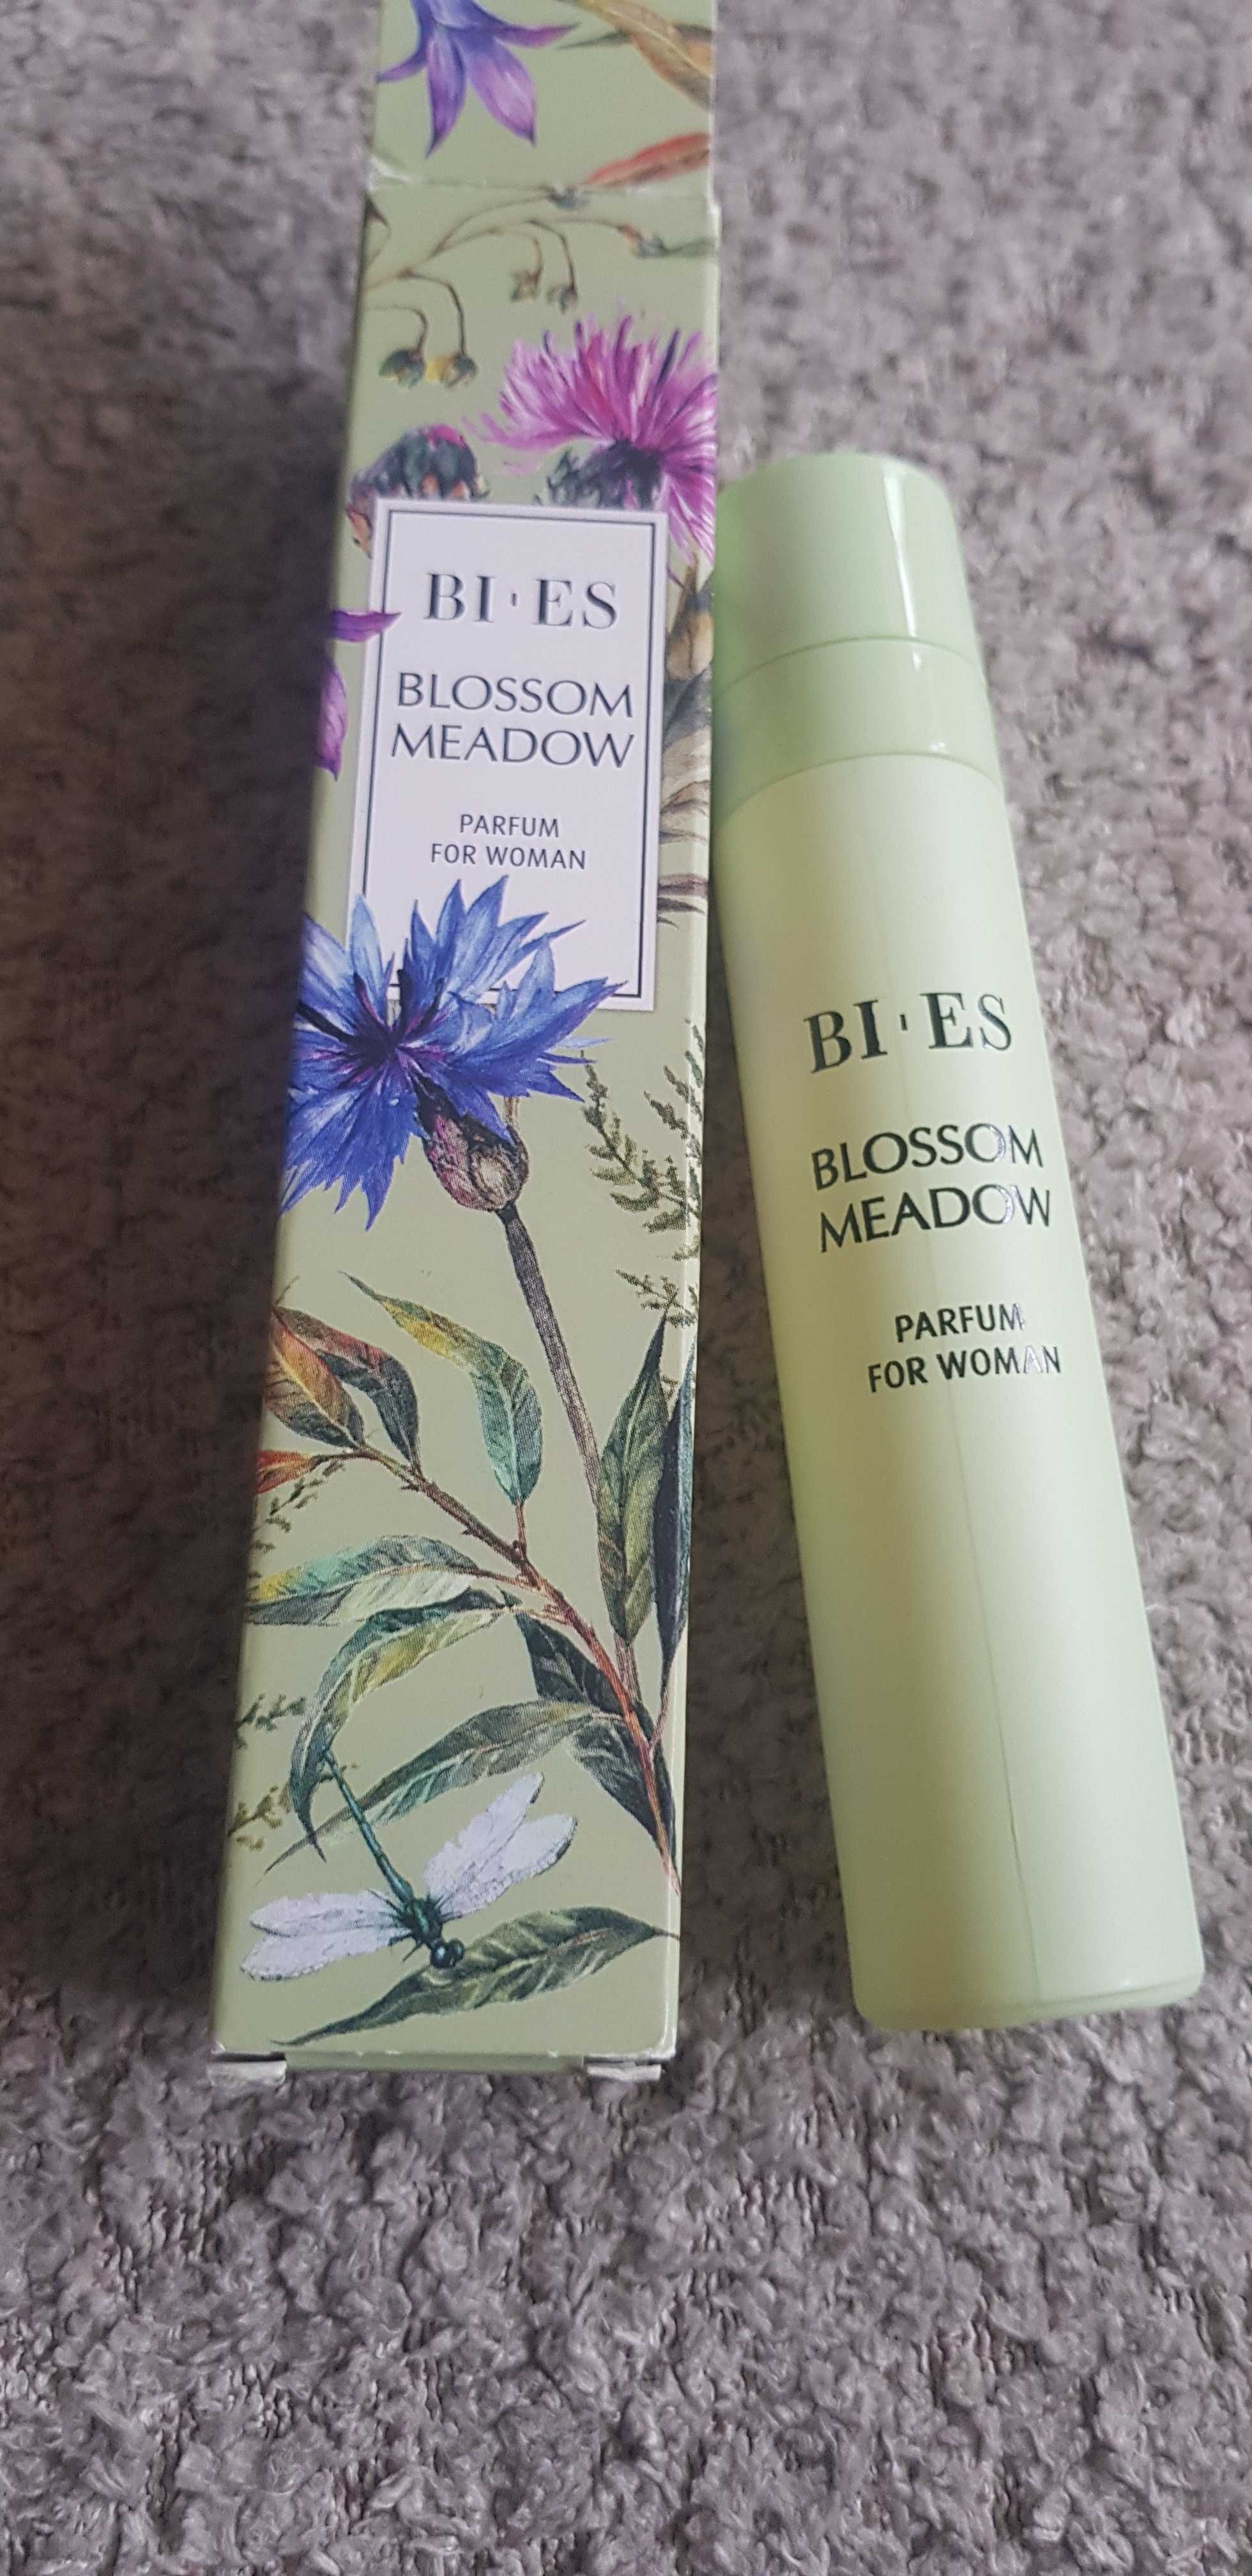 BI·ES
BLOSSOM
MEADOW
PARFUM
FOR WOMAN
BI·ES
BLOSSOM
MEADOW
PARFUM
FOR WOMAN